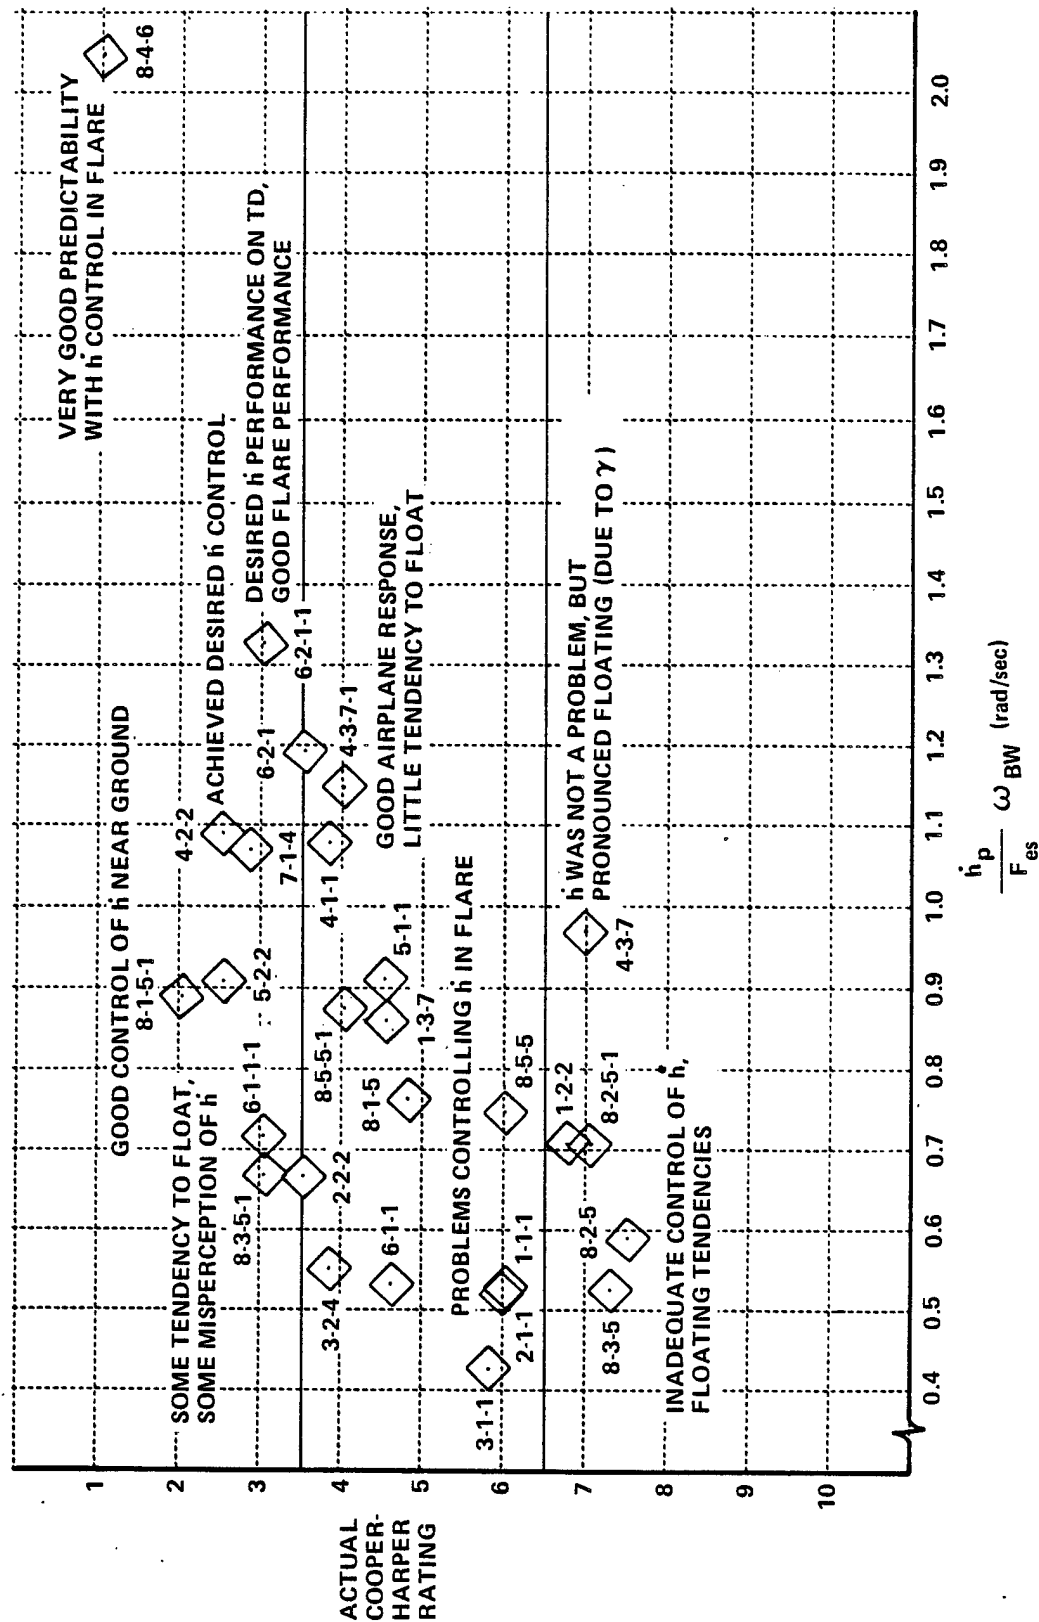 VERY GOOD PREDICTABILITY
WITH ḣ CONTROL IN FLARE
8-4-6
GOOD CONTROL OF ḣ NEAR GROUND
8-1-5-1
5-2-2
4-2-2
ACHIEVED DESIRED ḣ CONTROL
7-1-4
6-2-1
DESIRED ḣ PERFORMANCE ON TD,
GOOD FLARE PERFORMANCE
6-2-1-1
SOME TENDENCY TO FLOAT,
SOME MISPERCEPTION OF ḣ
6-1-1-1
8-3-5-1
2-2-2
3-2-4
6-1-1
8-5-5-1
8-1-5
1-3-7
5-1-1
4-1-1
4-3-7-1
GOOD AIRPLANE RESPONSE,
LITTLE TENDENCY TO FLOAT
PROBLEMS CONTROLLING ḣ IN FLARE
3-1-1
2-1-1
1-1-1
8-5-5
1-2-2
8-2-5-1
8-2-5
8-3-5
4-3-7
ḣ WAS NOT A PROBLEM, BUT
PRONOUNCED FLOATING (DUE TO γ)
INADEQUATE CONTROL OF ḣ,
FLOATING TENDENCIES
ACTUAL
COOPER-
HARPER
RATING
1
2
3
4
5
6
7
8
9
10
0.4 0.5 0.6 0.7 0.8 0.9 1.0 1.1 1.2 1.3 1.4 1.5 1.6 1.7 1.8 1.9 2.0
ḣp
Fes
ωBW (rad/sec)